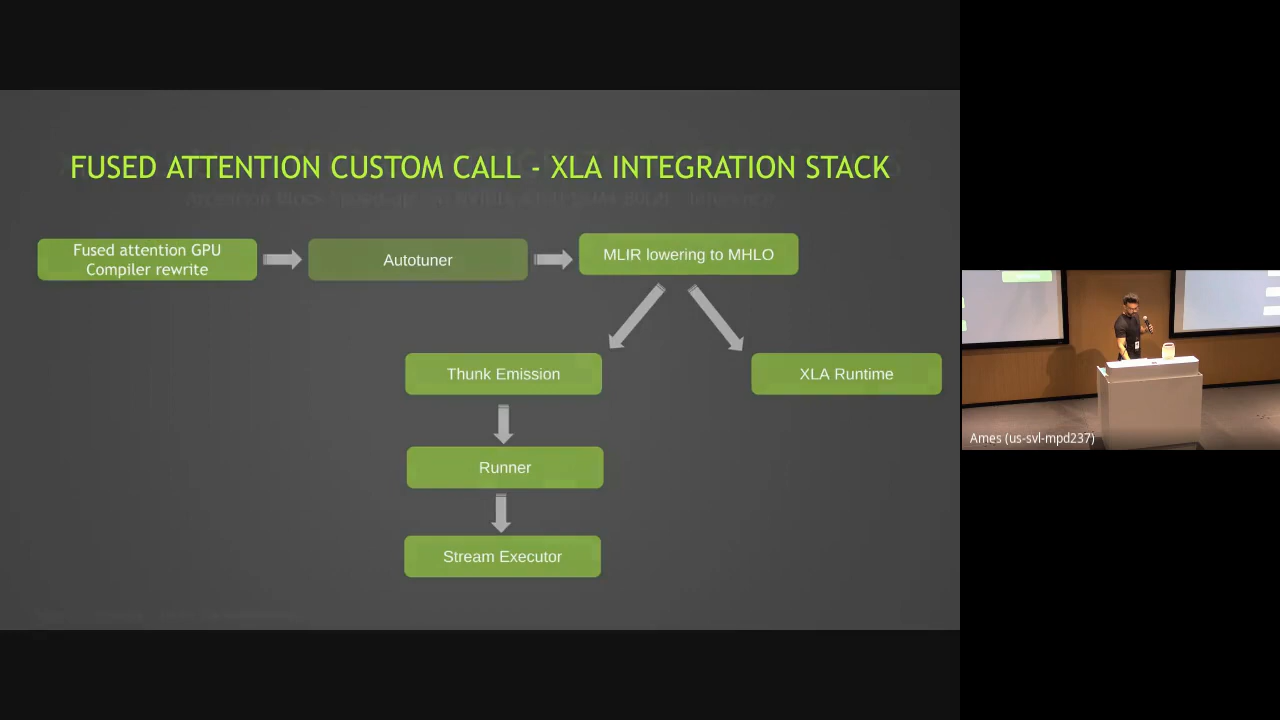 FUSED ATTENTION CUSTOM CALL - XLA INTEGRATION STACK
Fused attention GPU
Compiler rewrite
Autotuner
MLIR lowering to MHLO
Thunk Emission
XLA Runtime
Runner
Stream Executor
Ames (us-svl-mpd237)